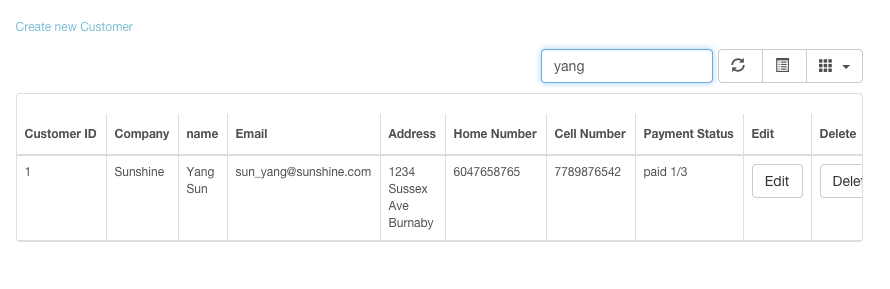 Create new Customer
yang
Customer ID Company name Email Address Home Number Cell Number Payment Status Edit Delete
1 Sunshine Yang sun_yang@sunshine.com 1234 6047658765 7789876542 paid 1/3 Edit Delet
Sun Sussex
Ave
Burnaby